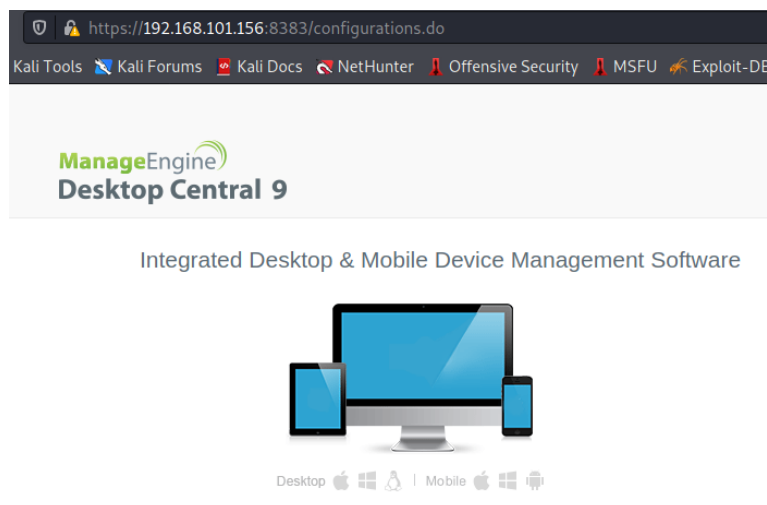 https://192.168.101.156:8383/configurations.do
Kali Tools Kali Forums Kali Docs NetHunter Offensive Security MSFU Exploit-DB
ManageEngine
Desktop Central 9
Integrated Desktop & Mobile Device Management Software
Desktop | Mobile